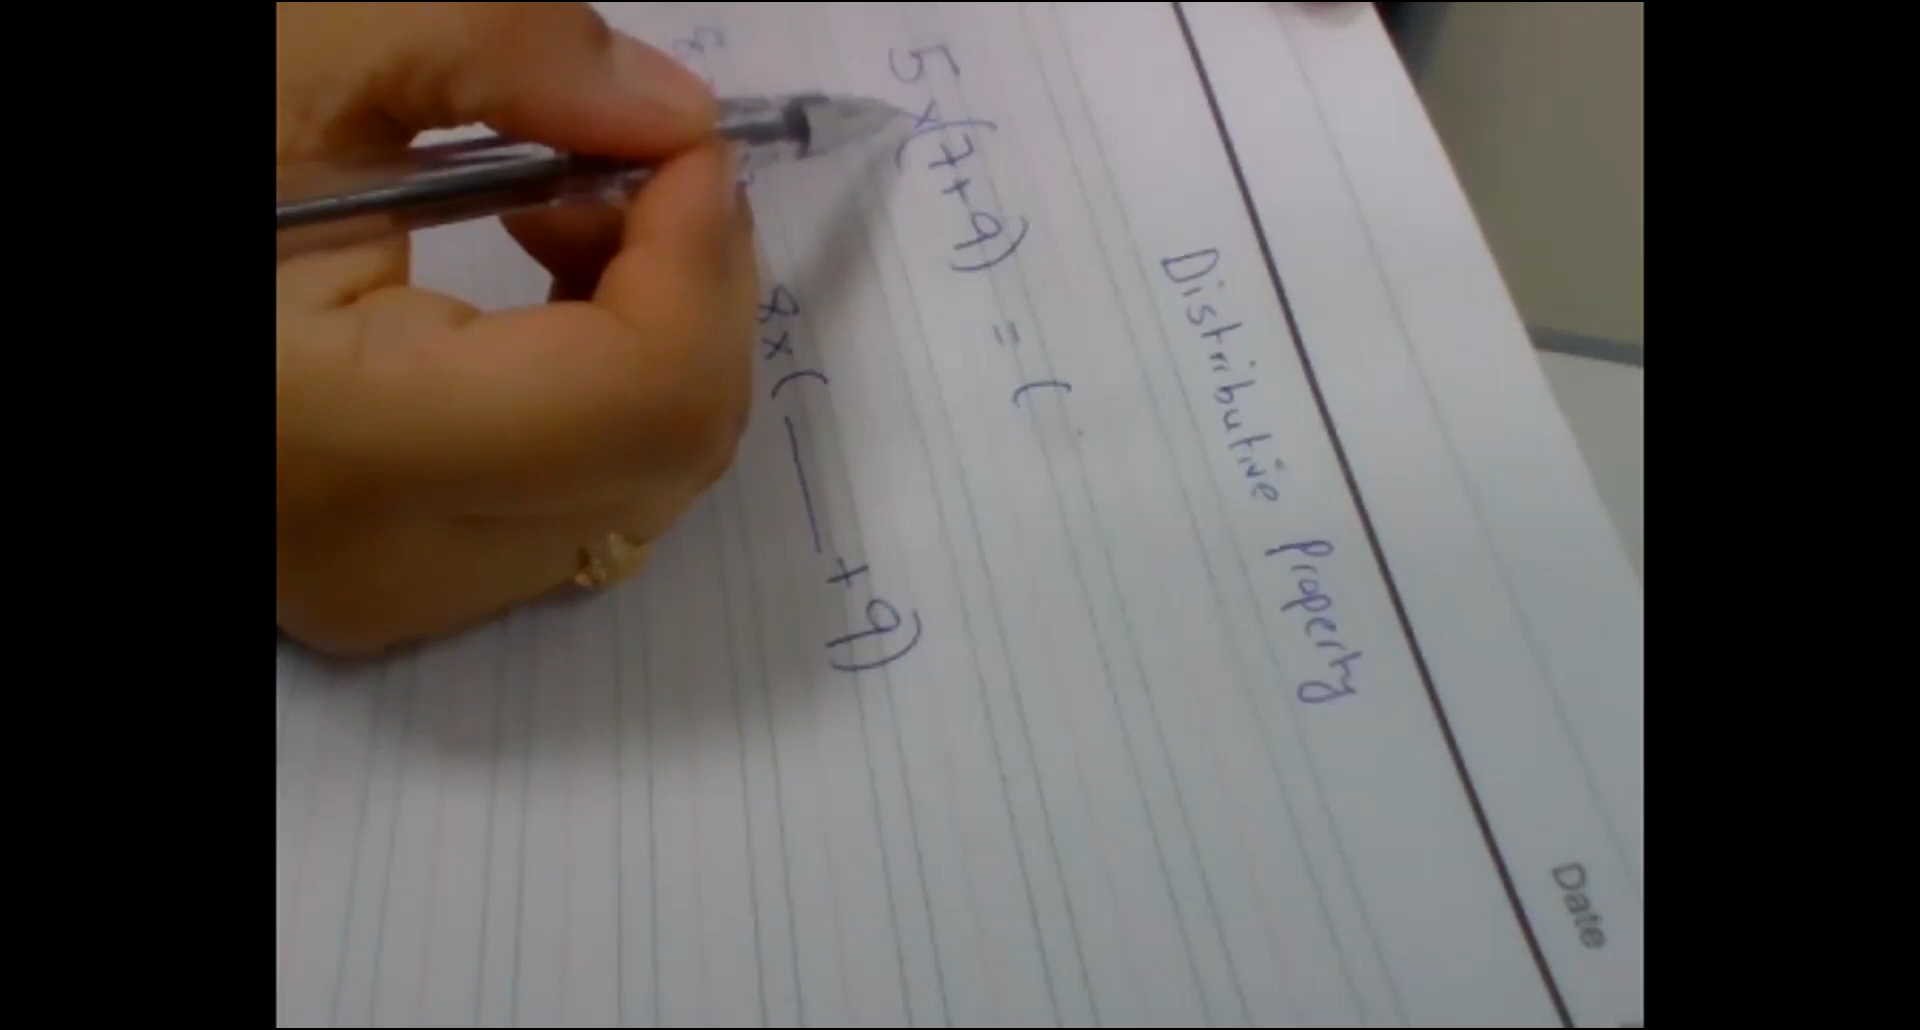 Date
Distributive property
5 x (7+9) = (
8 x ( ___ + 9)